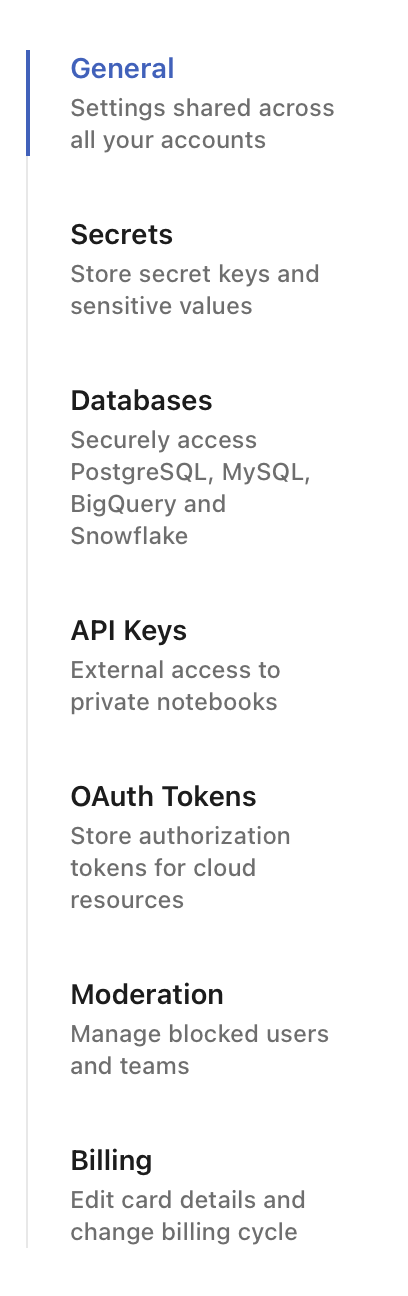 General
Settings shared across
all your accounts
Secrets
Store secret keys and
sensitive values
Databases
Securely access
PostgreSQL, MySQL,
BigQuery and
Snowflake
API Keys
External access to
private notebooks
OAuth Tokens
Store authorization
tokens for cloud
resources
Moderation
Manage blocked users
and teams
Billing
Edit card details and
change billing cycle